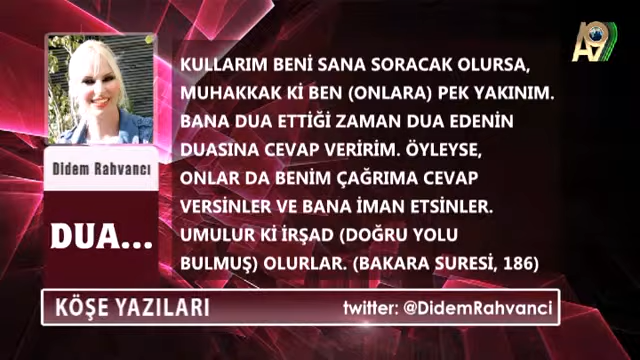 A9
KULLARIM BENİ SANA SORACAK OLURSA,
MUHAKKAK Kİ BEN (ONLARA) PEK YAKINIM.
BANA DUA ETTİĞİ ZAMAN DUA EDENİN
DUASINA CEVAP VERİRİM. ÖYLEYSE,
ONLAR DA BENİM ÇAĞRIMA CEVAP
VERSİNLER VE BANA İMAN ETSİNLER.
UMULUR Kİ İRŞAD (DOĞRU YOLU
BULMUŞ) OLURLAR. (BAKARA SURESİ, 186)
Didem Rahvancı
DUA...
KÖŞE YAZILARI
twitter: @DidemRahvanci